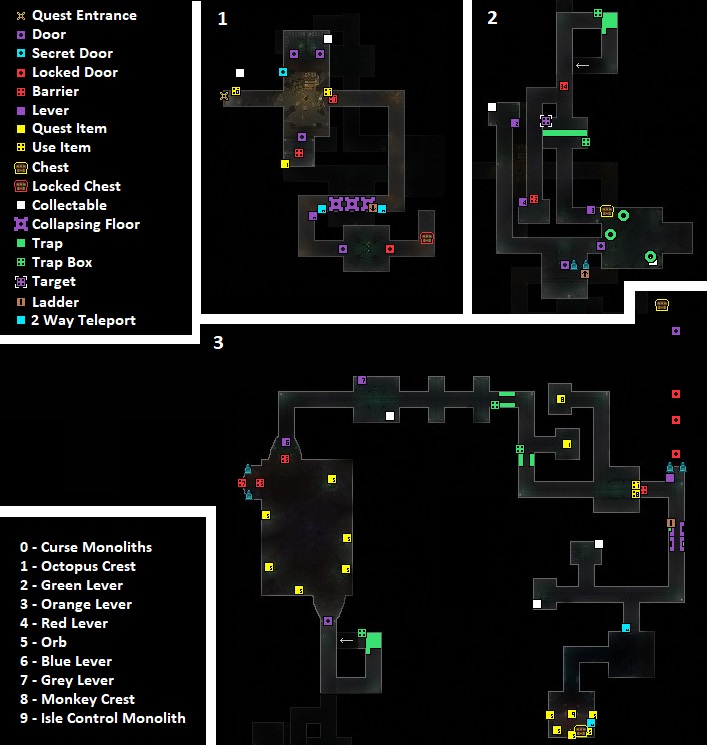 Quest Entrance
Door
Secret Door
Locked Door
Barrier
Lever
Quest Item
Use Item
Chest
Locked Chest
Collectable
Collapsing Floor
Trap
Trap Box
Target
Ladder
2 Way Teleport
1
2
3
0 - Curse Monoliths
1 - Octopus Crest
2 - Green Lever
3 - Orange Lever
4 - Red Lever
5 - Orb
6 - Blue Lever
7 - Grey Lever
8 - Monkey Crest
9 - Isle Control Monolith